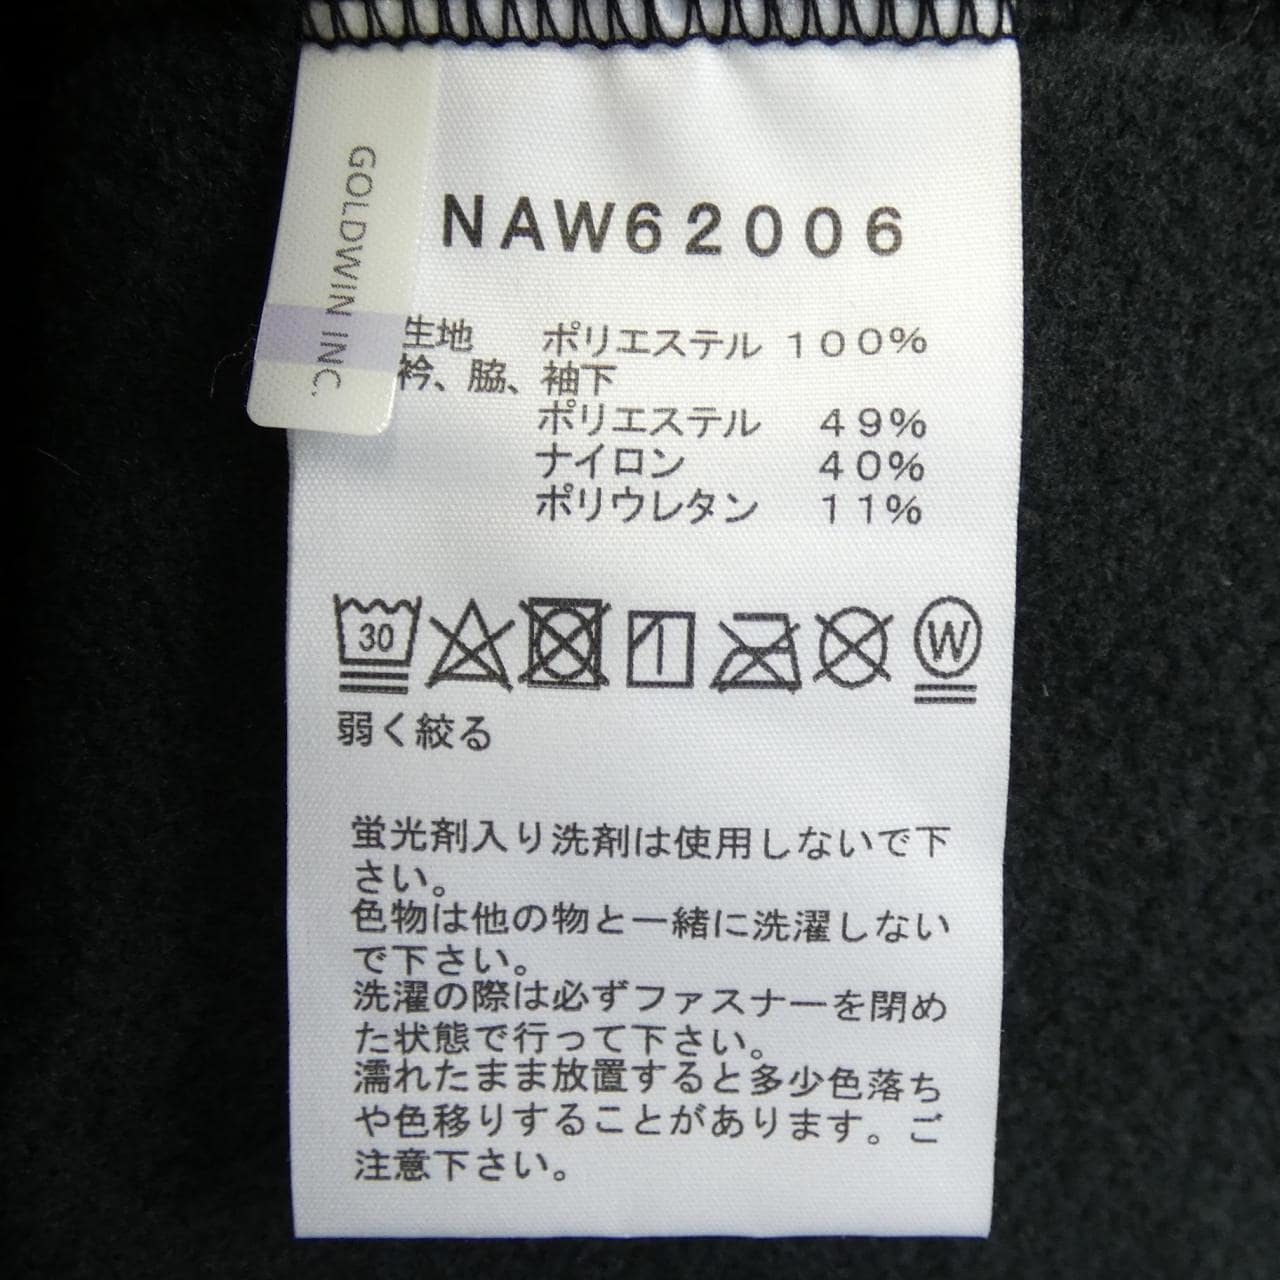 GOLDWIN INC.
NAW62006
生地 ポリエステル 100%
衿、脇、袖下
ポリエステル 49%
ナイロン 40%
ポリウレタン 11%
30 W
弱く絞る
蛍光剤入り洗剤は使用しないで下
さい。
色物は他の物と一緒に洗濯しない
で下さい。
洗濯の際は必ずファスナーを閉め
た状態で行って下さい。
濡れたまま放置すると多少色落ち
や色移りすることがあります。ご
注意下さい。